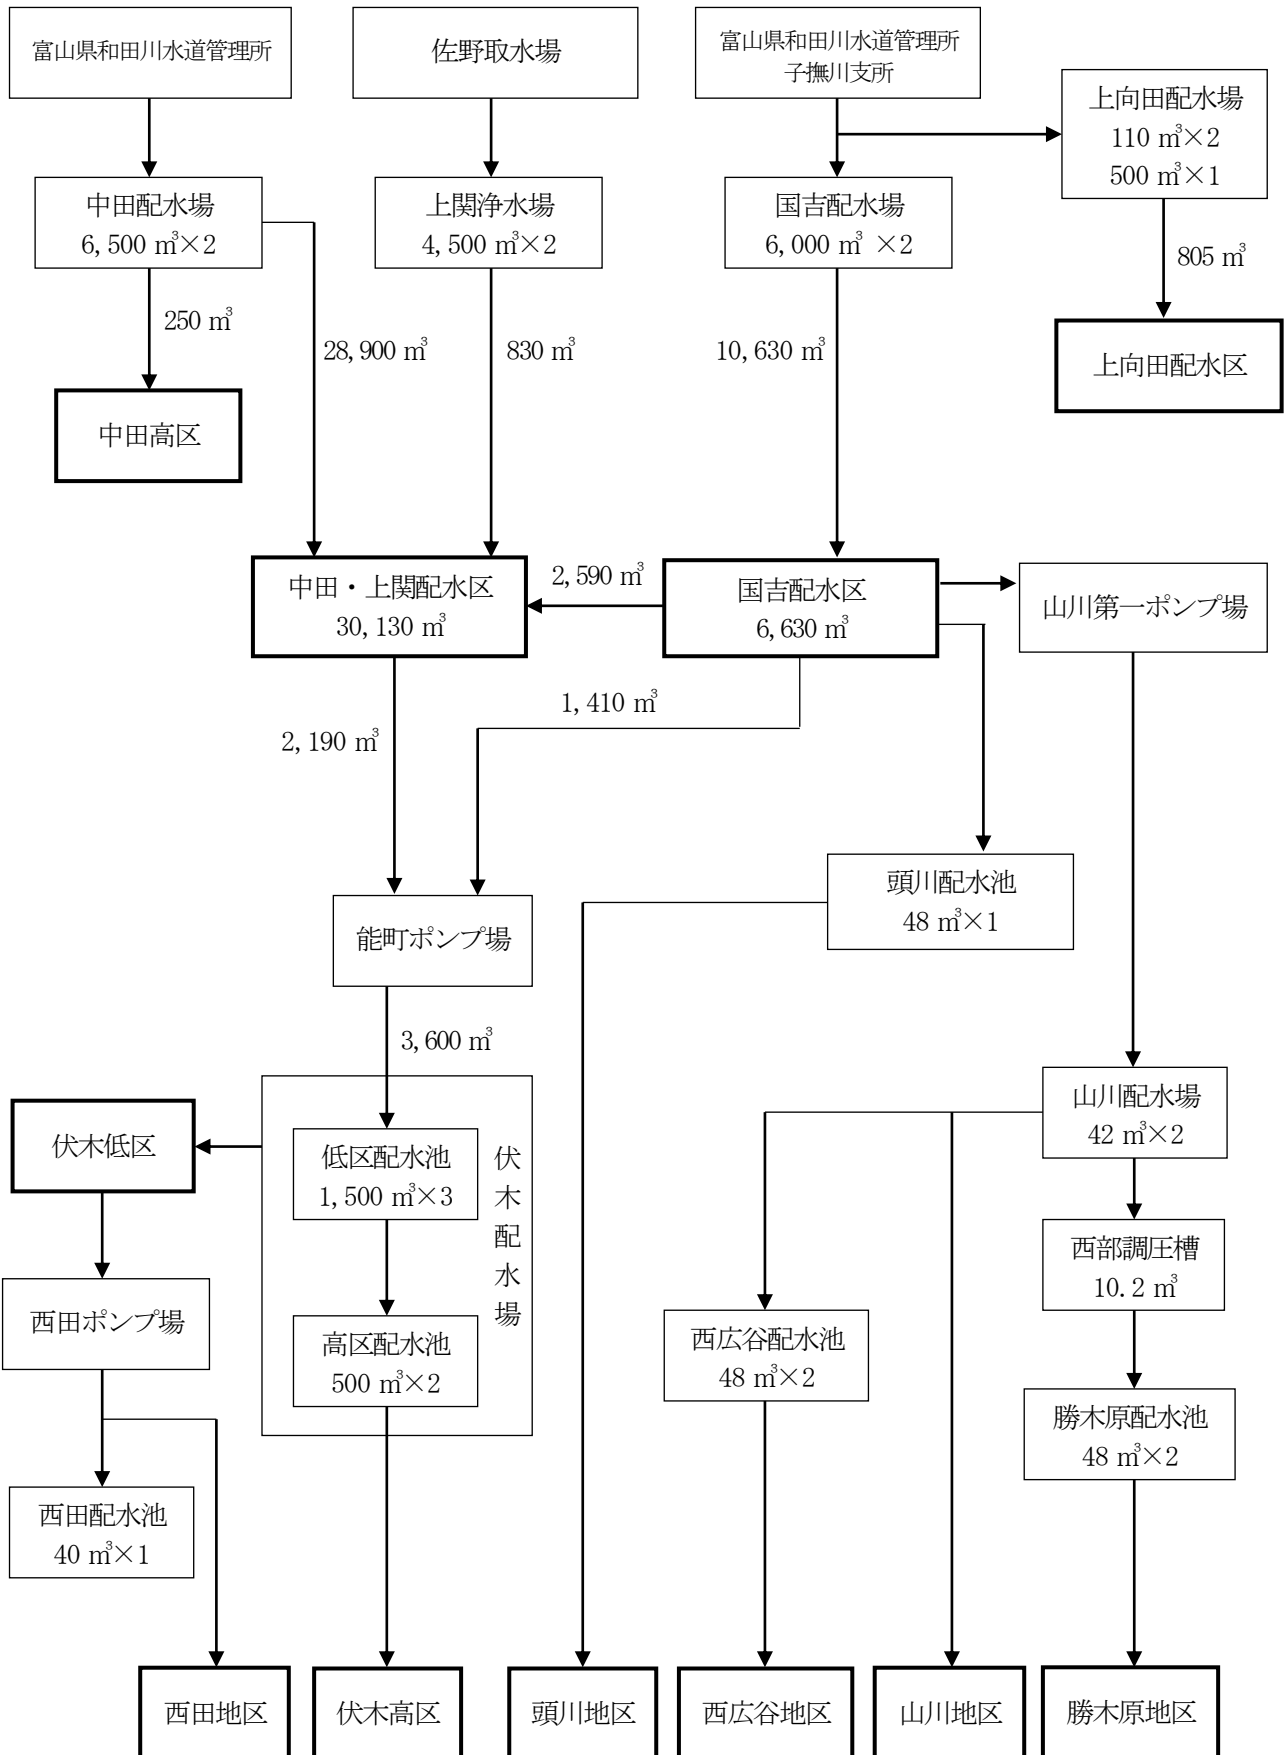 富山県和田川水道管理所
佐野取水場
富山県和田川水道管理所
子撫川支所
上向田配水場
110 ㎥×2
500 ㎥×1
中田配水場
6,500 ㎥×2
上関浄水場
4,500 ㎥×2
国吉配水場
6,000 ㎥ ×2
805 ㎥
250 ㎥
28,900 ㎥
830 ㎥
10,630 ㎥
上向田配水区
中田高区
中田・上関配水区
30,130 ㎥
2,590 ㎥
国吉配水区
6,630 ㎥
山川第一ポンプ場
1,410 ㎥
2,190 ㎥
頭川配水池
48 ㎥×1
能町ポンプ場
3,600 ㎥
山川配水場
42 ㎥×2
伏木低区
低区配水池
1,500 ㎥×3
伏木配水場
西部調圧槽
10.2 ㎥
西田ポンプ場
高区配水池
500 ㎥×2
西広谷配水池
48 ㎥×2
勝木原配水池
48 ㎥×2
西田配水池
40 ㎥×1
西田地区
伏木高区
頭川地区
西広谷地区
山川地区
勝木原地区